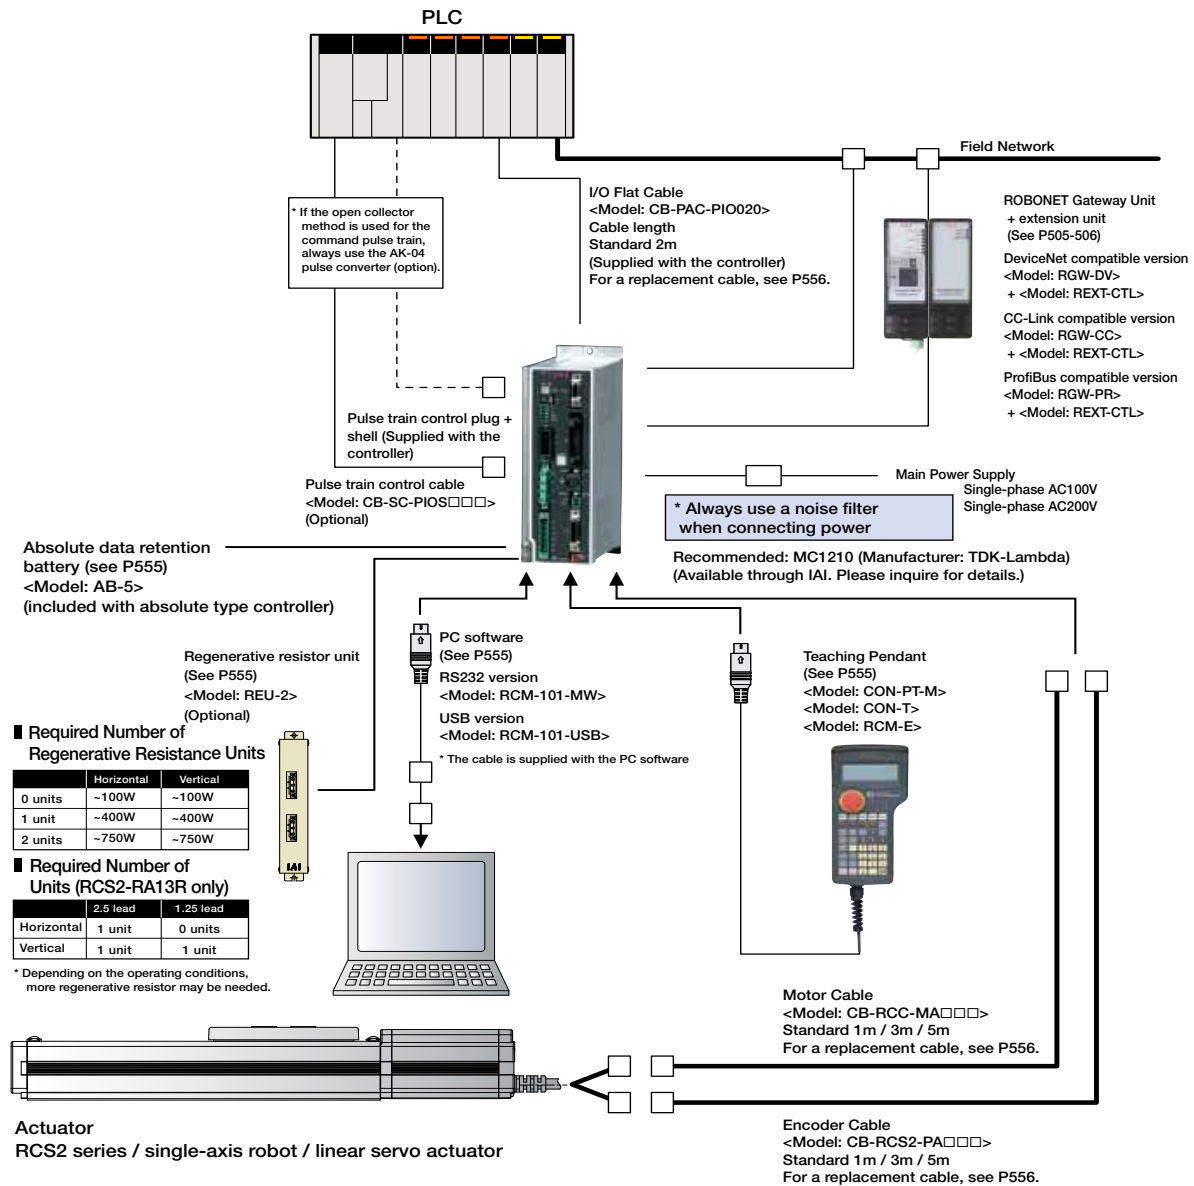 PLC
Field Network
* If the open collector
method is used for the
command pulse train,
always use the AK-04
pulse converter (option).
I/O Flat Cable
<Model: CB-PAC-PIO020>
Cable length
Standard 2m
(Supplied with the controller)
For a replacement cable, see P556.
ROBONET Gateway Unit
+ extension unit
(See P505-506)
DeviceNet compatible version
<Model: RGW-DV>
+ <Model: REXT-CTL>
CC-Link compatible version
<Model: RGW-CC>
+ <Model: REXT-CTL>
ProfiBus compatible version
<Model: RGW-PR>
+ <Model: REXT-CTL>
Pulse train control plug +
shell (Supplied with the
controller)
Pulse train control cable
<Model: CB-SC-PIOS□□□>
(Optional)
Main Power Supply
Single-phase AC100V
Single-phase AC200V
* Always use a noise filter
when connecting power
Recommended: MC1210 (Manufacturer: TDK-Lambda)
(Available through IAI. Please inquire for details.)
Absolute data retention
battery (see P555)
<Model: AB-5>
(included with absolute type controller)
Regenerative resistor unit
(See P555)
<Model: REU-2>
(Optional)
PC software
(See P555)
RS232 version
<Model: RCM-101-MW>
USB version
<Model: RCM-101-USB>
* The cable is supplied with the PC software
Teaching Pendant
(See P555)
<Model: CON-PT-M>
<Model: CON-T>
<Model: RCM-E>
Required Number of
Regenerative Resistance Units
Horizontal Vertical
0 units ~100W ~100W
1 unit ~400W ~400W
2 units ~750W ~750W
IAI
Required Number of
Units (RCS2-RA13R only)
2.5 lead 1.25 lead
Horizontal 1 unit 0 units
Vertical 1 unit 1 unit
* Depending on the operating conditions,
more regenerative resistor may be needed.
Motor Cable
<Model: CB-RCC-MA□□□>
Standard 1m / 3m / 5m
For a replacement cable, see P556.
Actuator
RCS2 series / single-axis robot / linear servo actuator
Encoder Cable
<Model: CB-RCS2-PA□□□>
Standard 1m / 3m / 5m
For a replacement cable, see P556.